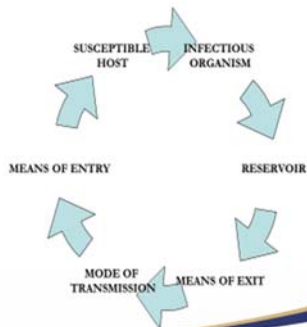 SUSCEPTIBLE
HOST
INFECTIOUS
ORGANISM
RESERVOIR
MEANS OF EXIT
MODE OF
TRANSMISSION
MEANS OF ENTRY